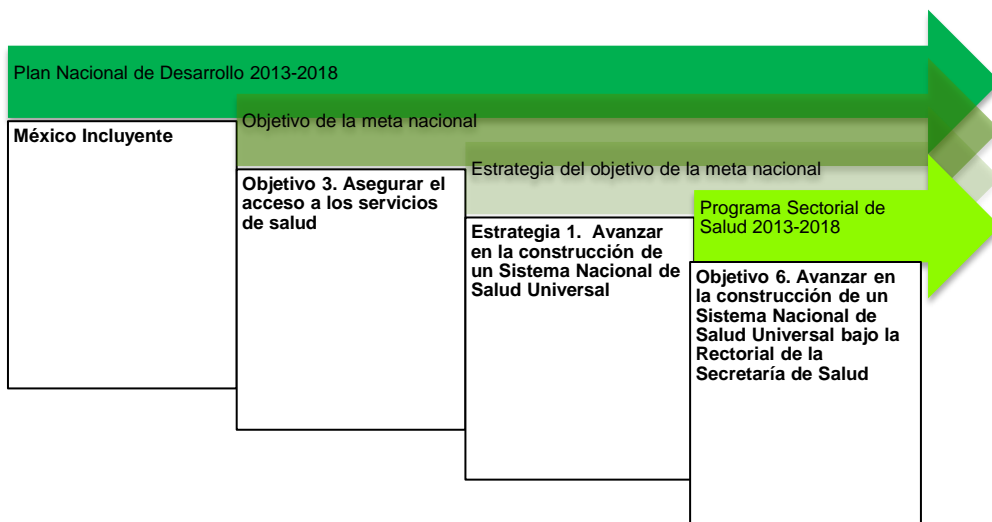 Plan Nacional de Desarrollo 2013-2018
México Incluyente
Objetivo de la meta nacional
Objetivo 3. Asegurar el
acceso a los servicios
de salud
Estrategia del objetivo de la meta nacional
Estrategia 1.  Avanzar
en la construcción de
un Sistema Nacional de
Salud Universal
Programa Sectorial de
Salud 2013-2018
Objetivo 6. Avanzar en
la construcción de un
Sistema Nacional de
Salud Universal bajo la
Rectorial de la
Secretaría de Salud